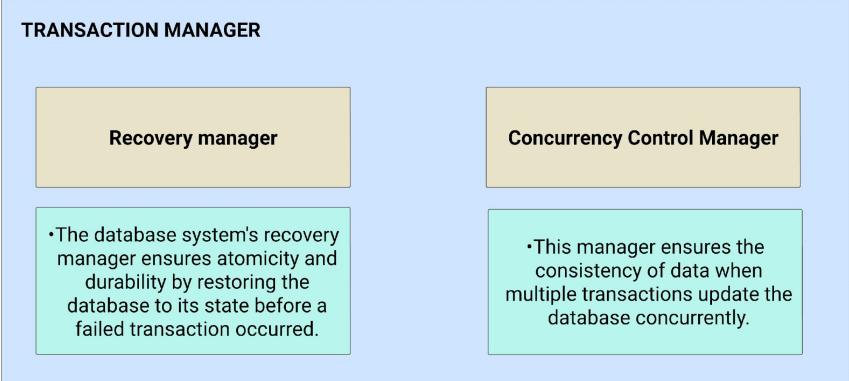 TRANSACTION MANAGER
Recovery manager
Concurrency Control Manager
•The database system's recovery
manager ensures atomicity and
durability by restoring the
database to its state before a
failed transaction occurred.
•This manager ensures the
consistency of data when
multiple transactions update the
database concurrently.